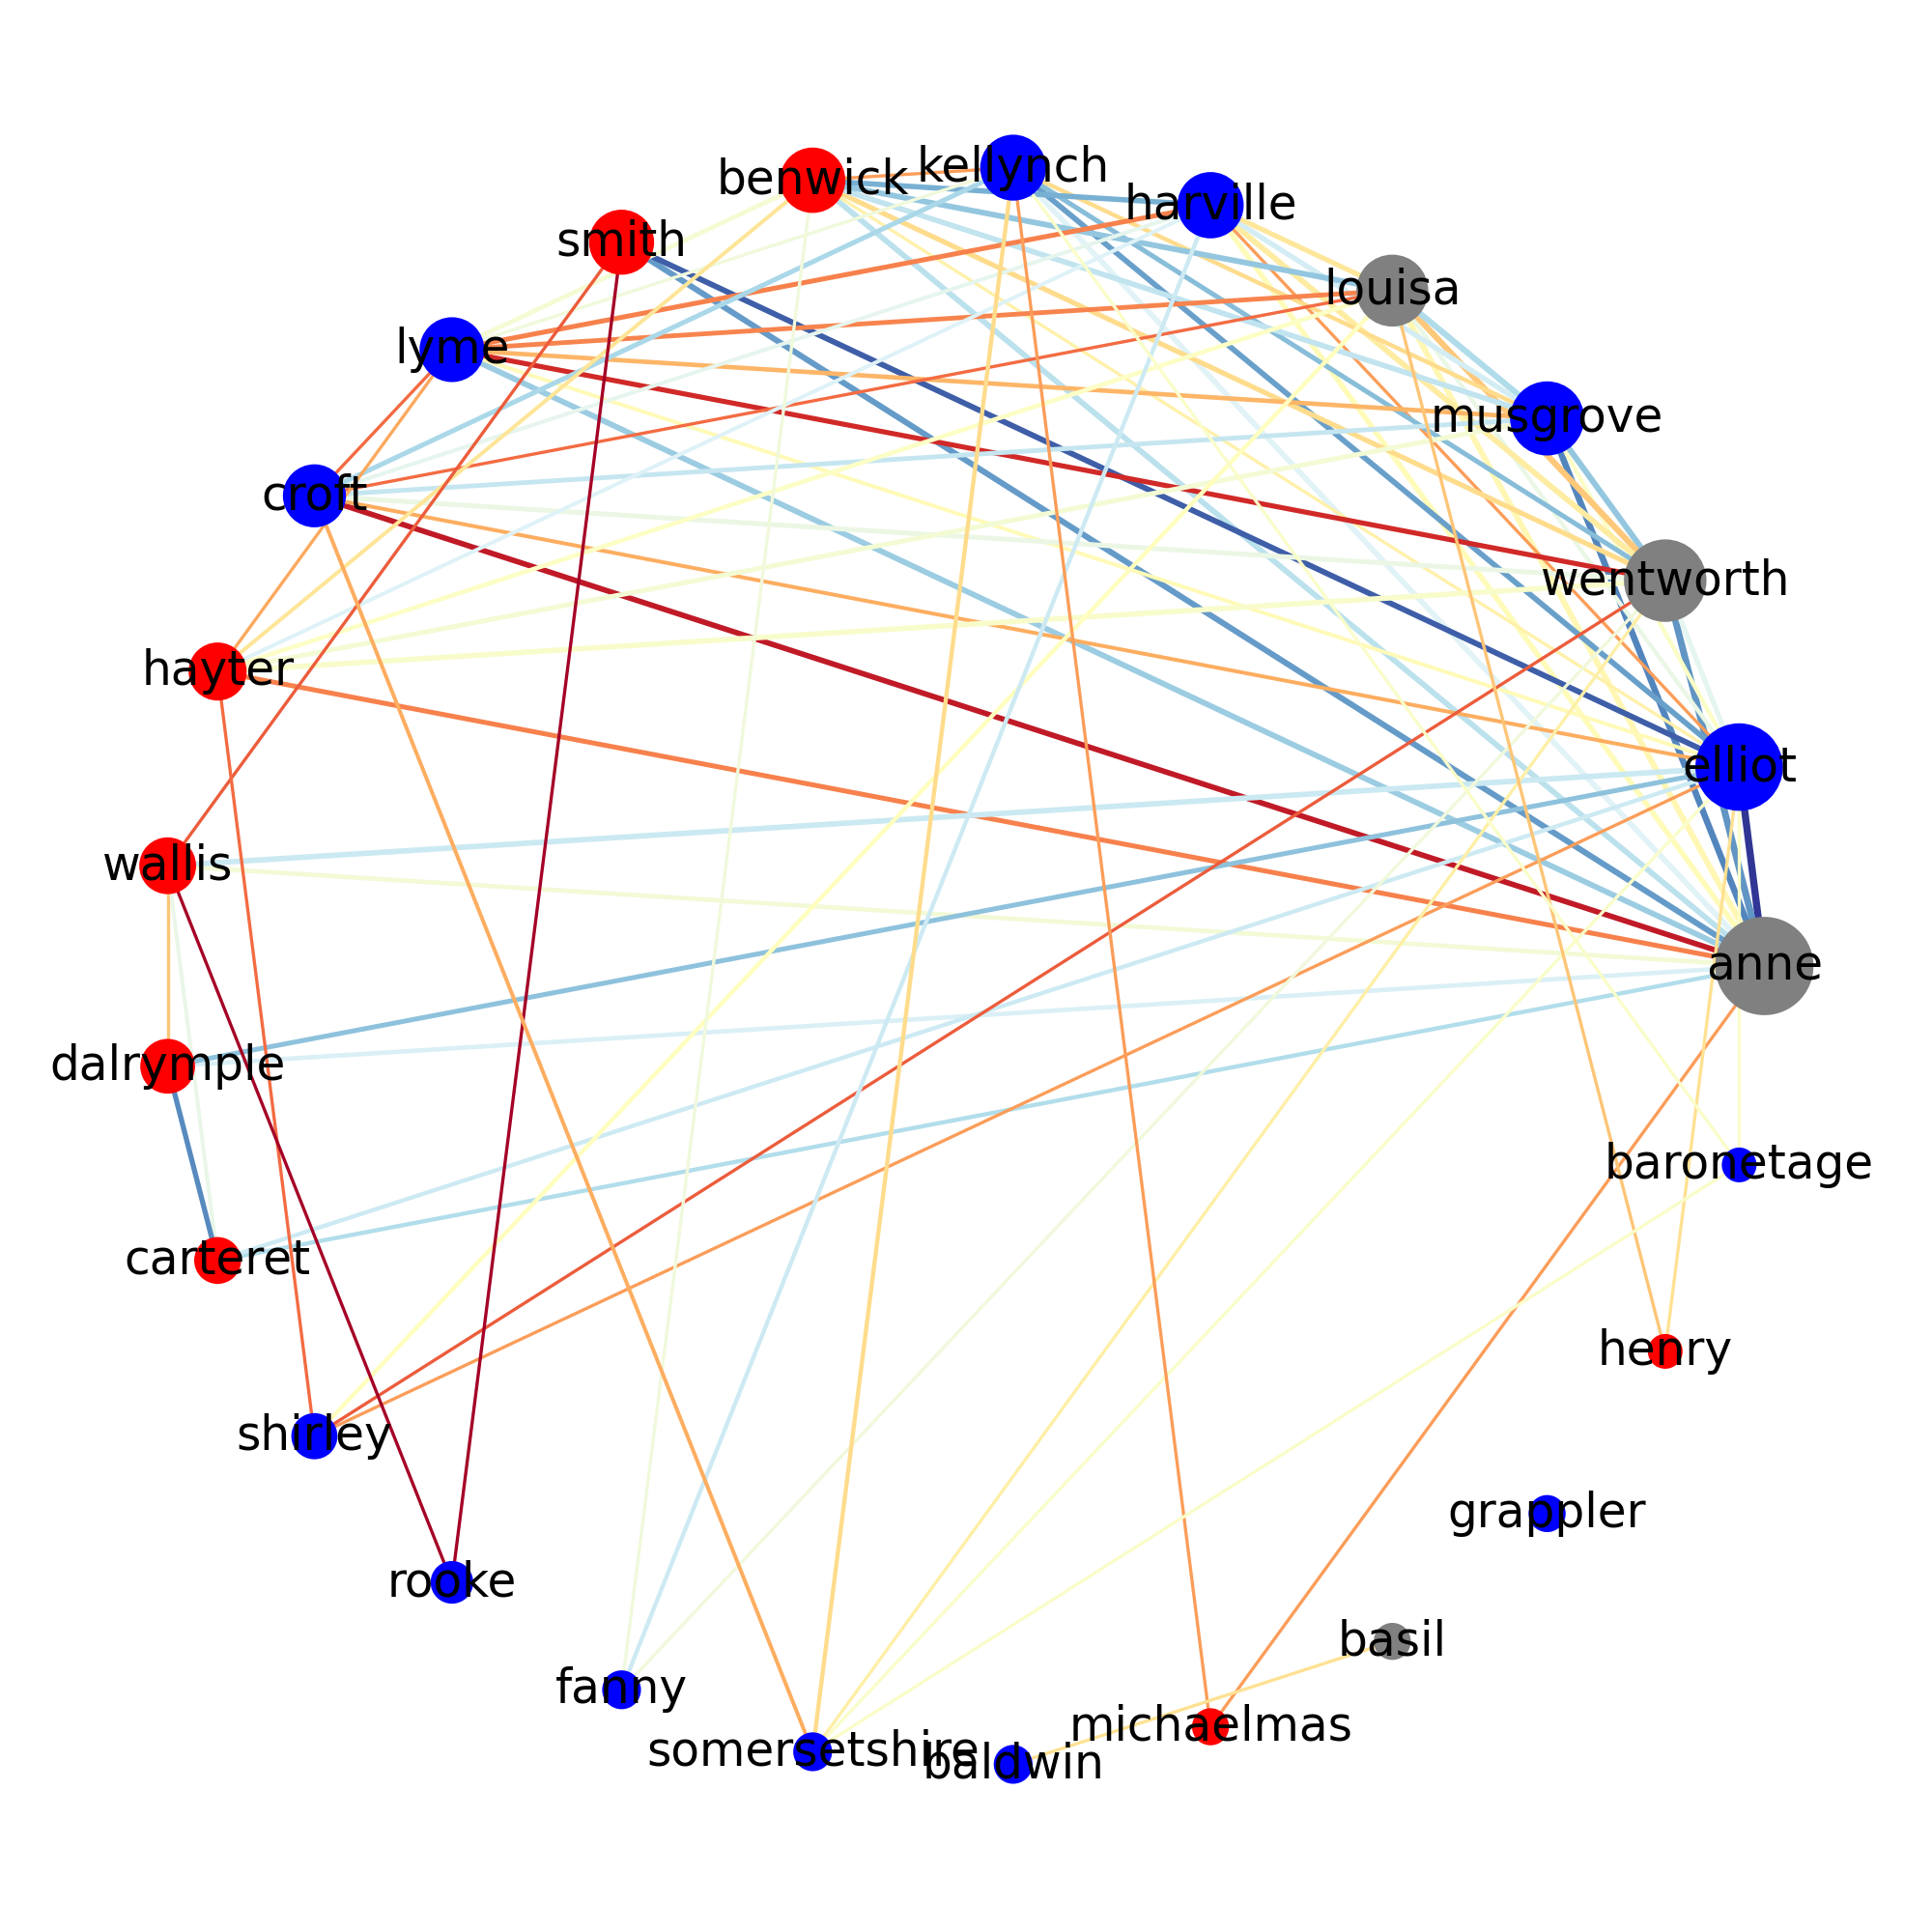 kellynch
benwick
harville
smith
louisa
lyme
musgrove
croft
wentworth
hayter
elliot
wallis
anne
dalrymple
baronetage
carteret
henry
shirley
grappler
rooke
basil
fanny
michaelmas
somersetshire
baldwin